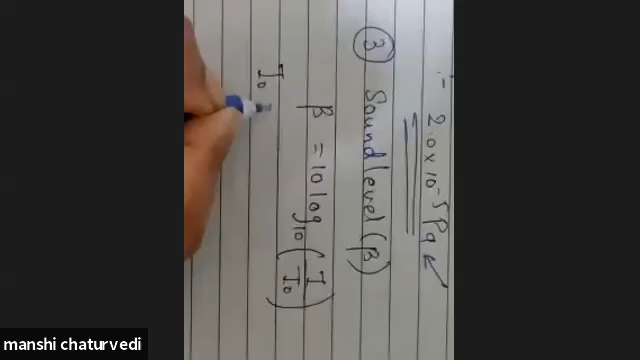 :- 2.0 x 10⁻⁵ Pa
③ Sound level (β)
β = 10 log₁₀ (I/I₀)
I₀
manshi chaturvedi